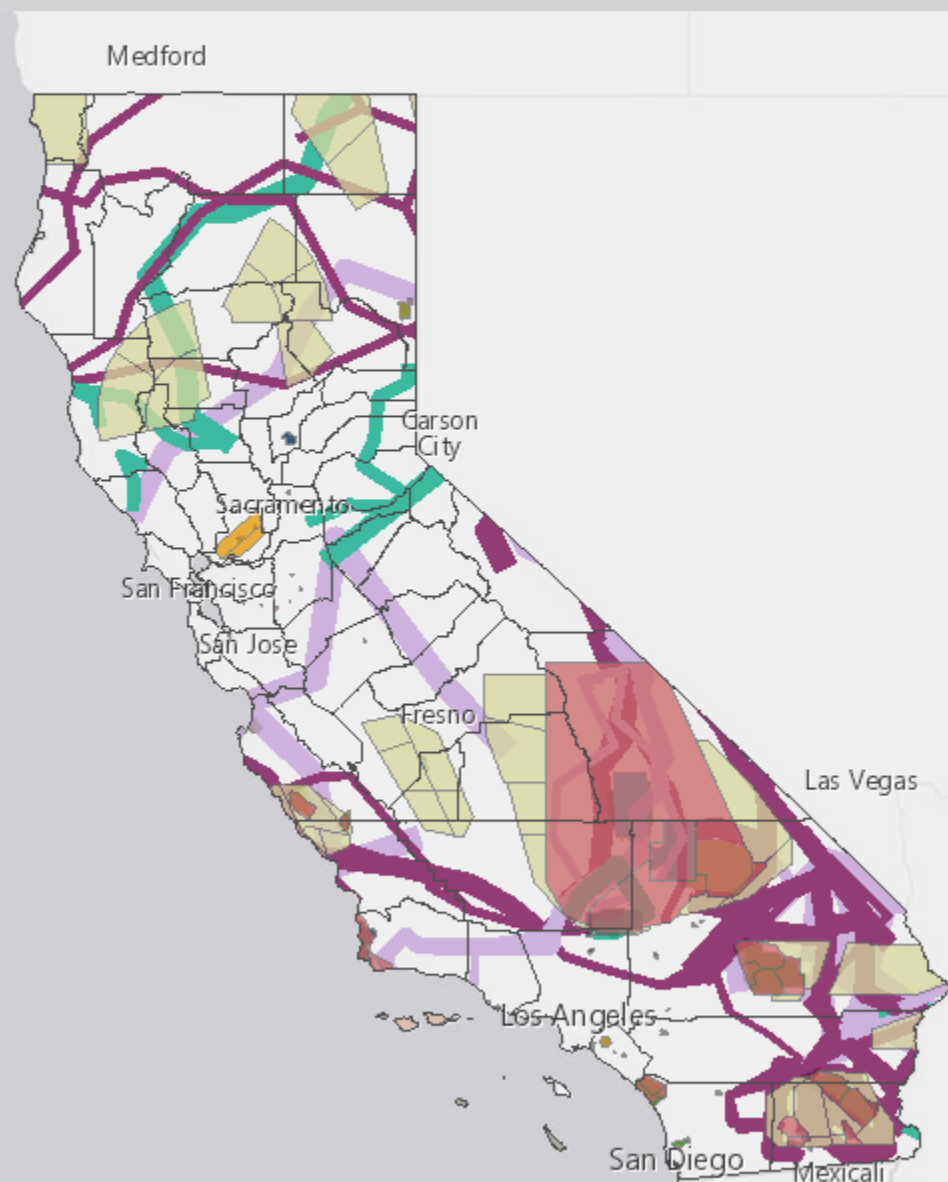 Medford
Carson
City
Sacramento
San Francisco
San Jose
Fresno
Las Vegas
Los Angeles
San Diego
Mexicali